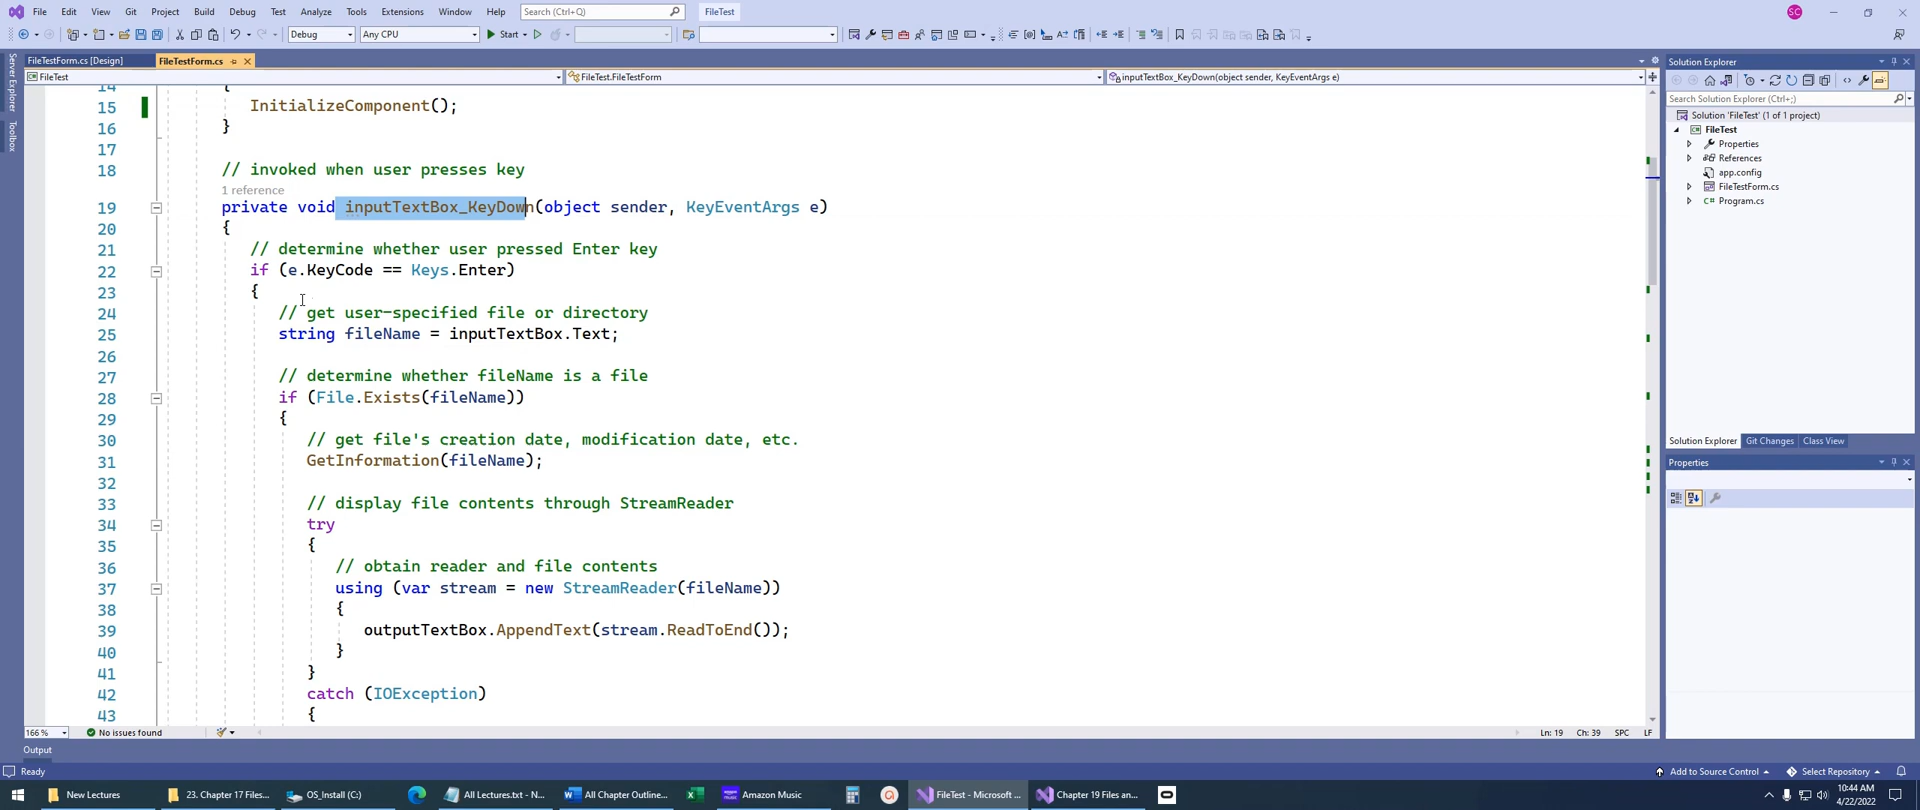 File Edit View Git Project Build Debug Test Analyze Tools Extensions Window Help Search (Ctrl+Q) FileTest SC
Debug Any CPU Start
FileTestForm.cs [Design] FileTestForm.cs
FileTest FileTest.FileTestForm inputTextBox_KeyDown(object sender, KeyEventArgs e)
Server Explorer
Toolbox
14 {
15 InitializeComponent();
16 }
17
18 // invoked when user presses key
1 reference
19 private void inputTextBox_KeyDown(object sender, KeyEventArgs e)
20 {
21 // determine whether user pressed Enter key
22 if (e.KeyCode == Keys.Enter)
23 {
24 // get user-specified file or directory
25 string fileName = inputTextBox.Text;
26
27 // determine whether fileName is a file
28 if (File.Exists(fileName))
29 {
30 // get file's creation date, modification date, etc.
31 GetInformation(fileName);
32
33 // display file contents through StreamReader
34 try
35 {
36 // obtain reader and file contents
37 using (var stream = new StreamReader(fileName))
38 {
39 outputTextBox.AppendText(stream.ReadToEnd());
40 }
41 }
42 catch (IOException)
43 {
166 % No issues found Ln: 19 Ch: 39 SPC LF
Solution Explorer
Search Solution Explorer (Ctrl+;)
Solution 'FileTest' (1 of 1 project)
FileTest
Properties
References
app.config
FileTestForm.cs
C# Program.cs
Solution Explorer Git Changes Class View
Properties
Output
Ready Add to Source Control Select Repository
New Lectures 23. Chapter 17 Files... OS_Install (C:) All Lectures.txt - N... All Chapter Outline... Amazon Music FileTest - Microsoft ... Chapter 19 Files an...
10:44 AM
4/22/2022